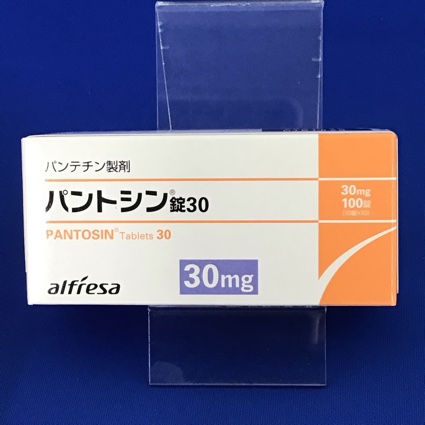 パンテチン製剤
パントシン®錠30
PANTOSIN® Tablets 30
30mg
100錠
30mg
alfresa